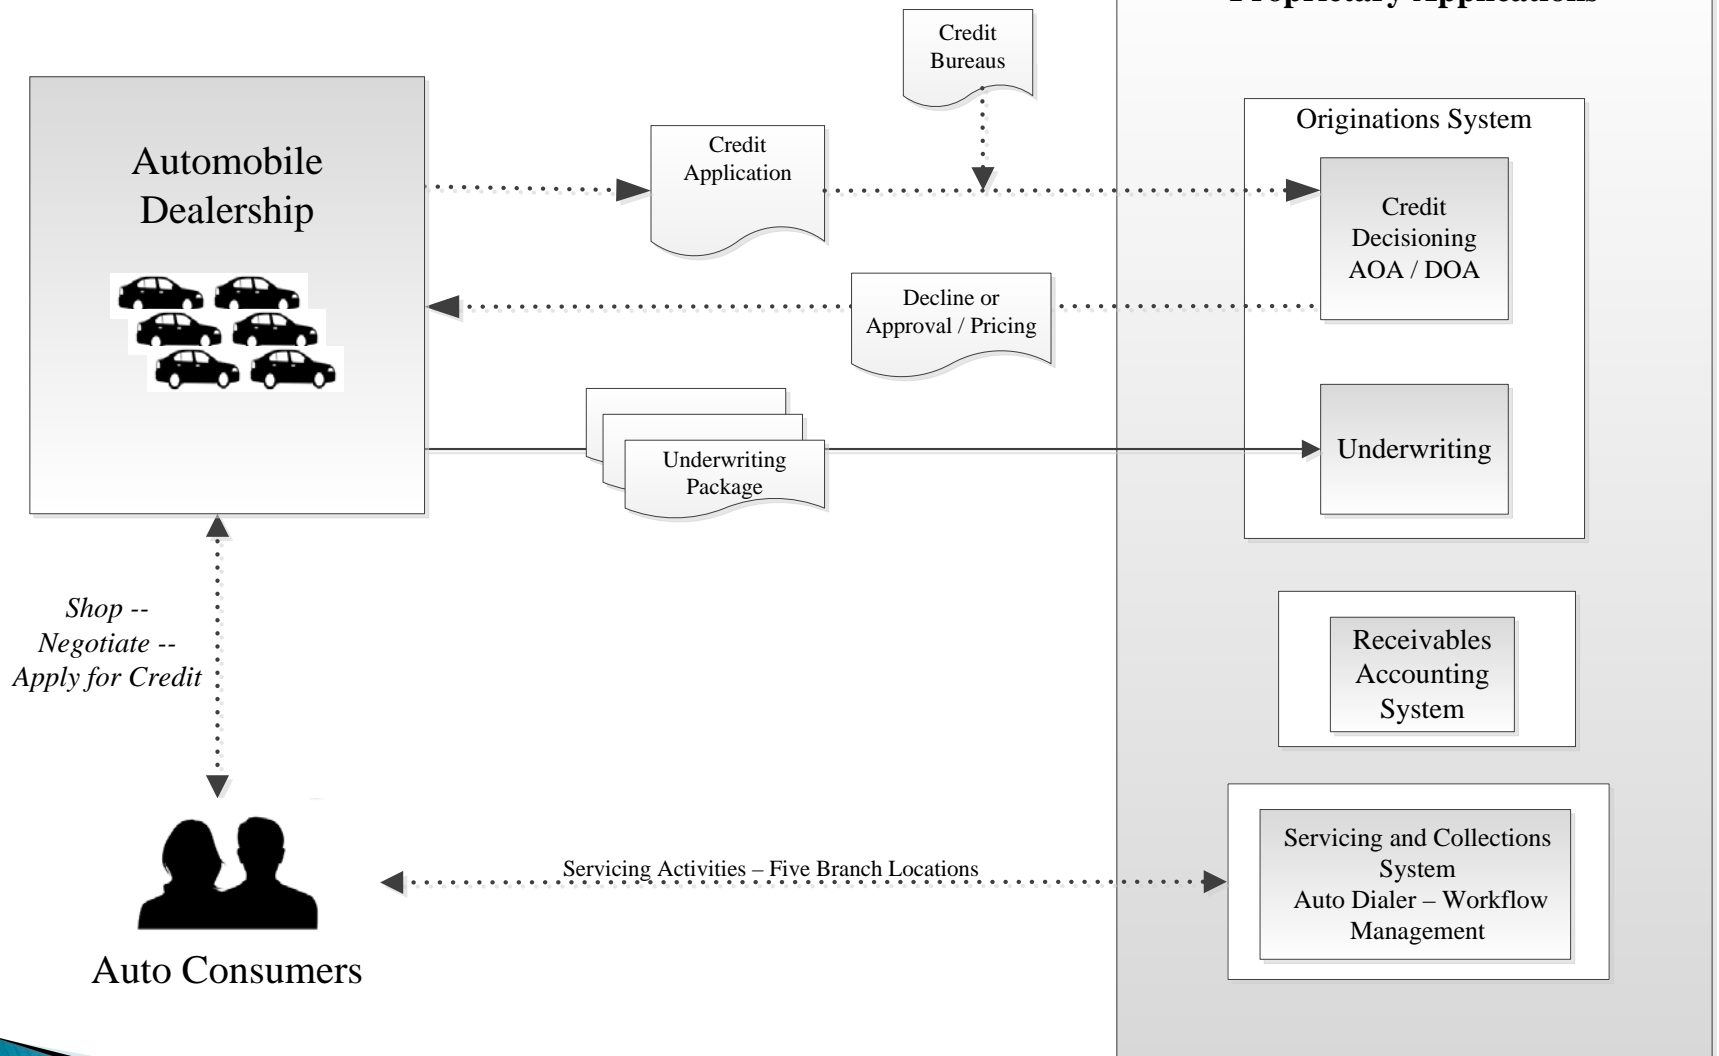 Proprietary Applications
Credit
Bureaus
Originations System
Automobile
Dealership
Credit
Application
Credit
Decisioning
AOA / DOA
Decline or
Approval / Pricing
Underwriting
Package
Underwriting
Shop --
Negotiate --
Apply for Credit
Receivables
Accounting
System
Servicing Activities – Five Branch Locations
Servicing and Collections
System
Auto Dialer – Workflow
Management
Auto Consumers